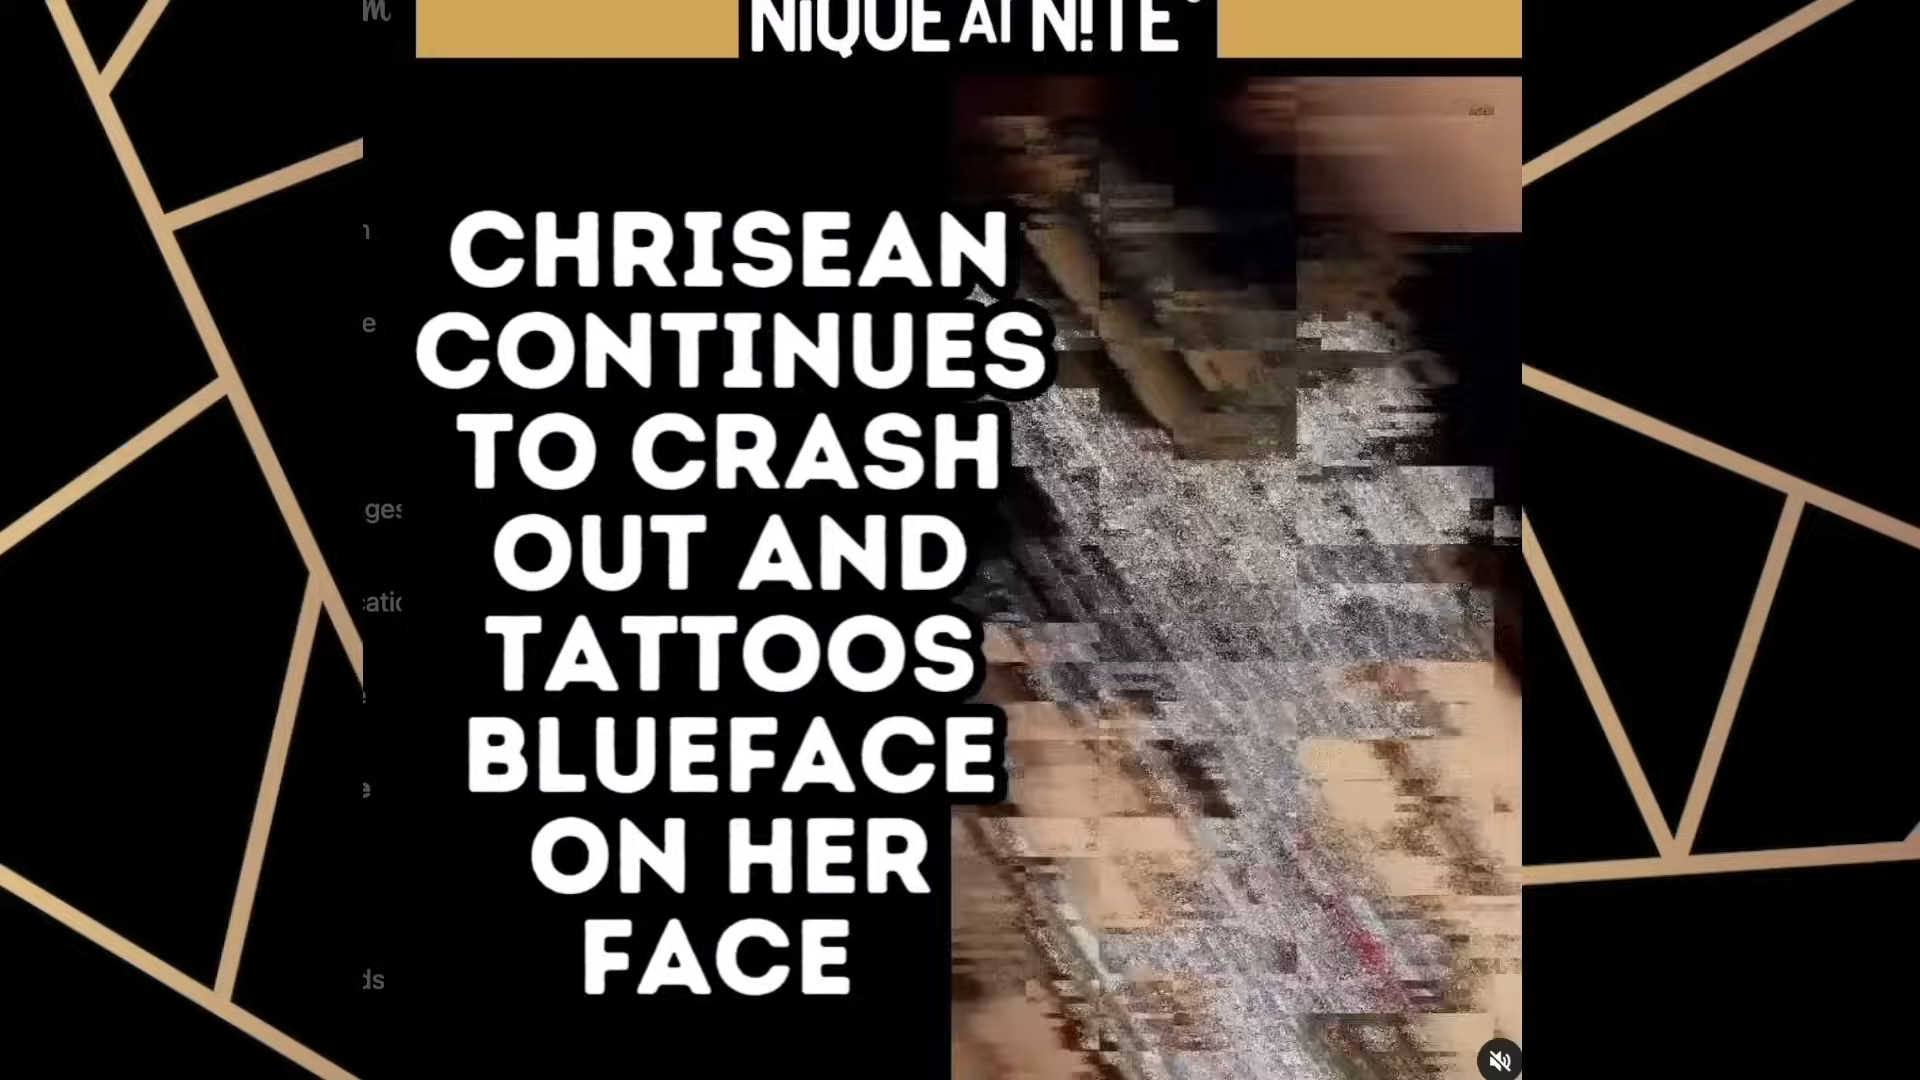 NIQUE AT N!TE
CHRISEAN
CONTINUES
TO CRASH
OUT AND
TATTOOS
BLUEFACE
ON HER
FACE